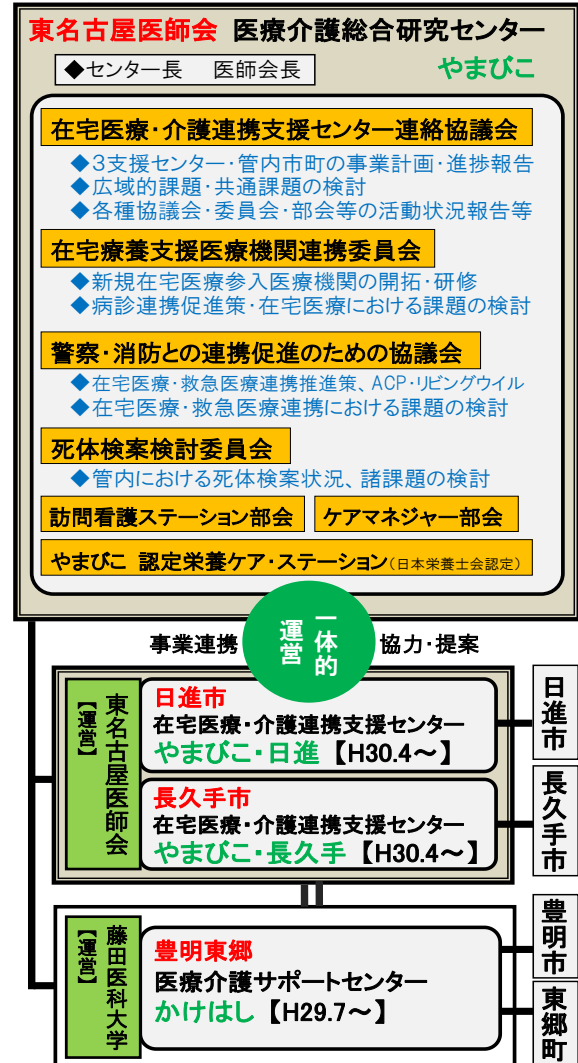 東名古屋医師会 医療介護総合研究センター
◆センター長 医師会長
やまびこ
在宅医療・介護連携支援センター連絡協議会
◆3支援センター・管内市町の事業計画・進捗報告
◆広域的課題・共通課題の検討
◆各種協議会・委員会・部会等の活動状況報告等
在宅療養支援医療機関連携委員会
◆新規在宅医療参入医療機関の開拓・研修
◆病診連携促進策・在宅医療における課題の検討
警察・消防との連携促進のための協議会
◆在宅医療・救急医療連携推進策、ACP・リビングウイル
◆在宅医療・救急医療連携における課題の検討
死体検案検討委員会
◆管内における死体検案状況、諸課題の検討
訪問看護ステーション部会
ケアマネジャー部会
やまびこ 認定栄養ケア・ステーション(日本栄養士会認定)
事業連携
一体的
運営
協力・提案
東名古屋医師会
【運営】
日進市
在宅医療・介護連携支援センター
やまびこ・日進【H30.4～】
日進市
長久手市
在宅医療・介護連携支援センター
やまびこ・長久手【H30.4～】
長久手市
藤田医科大学
【運営】
豊明東郷
医療介護サポートセンター
かけはし【H29.7～】
豊明市
東郷町